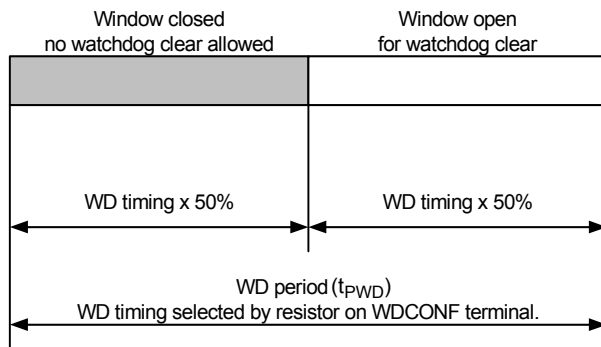 Window closed
no watchdog clear allowed
Window open
for watchdog clear
WD timing x 50%
WD timing x 50%
WD period (tPWD)
WD timing selected by resistor on WDCONF terminal.